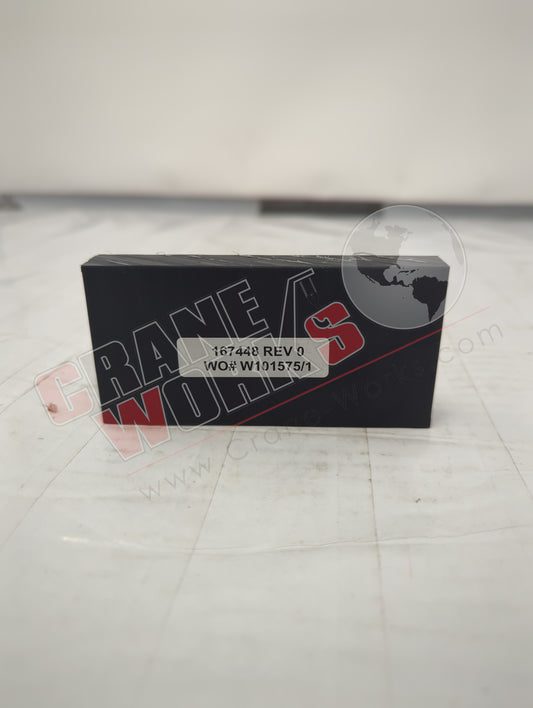 CRANE
WORKS
167448 REV 0
WO# W101575/1
www.Crane-Works.com